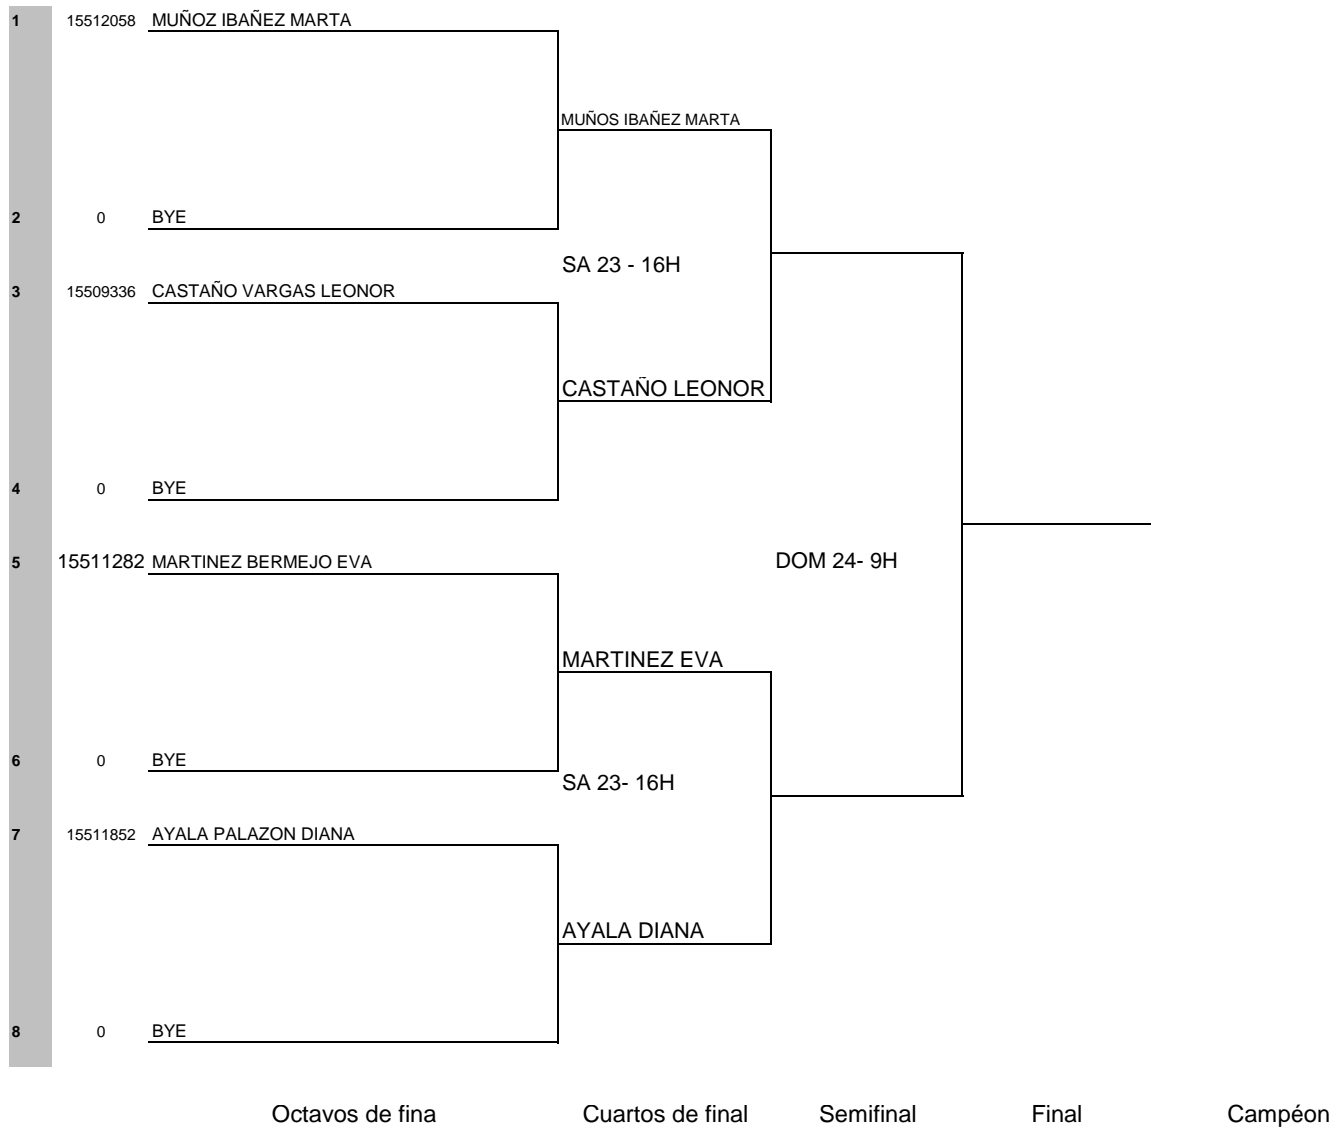 1 15512058 MUÑOZ IBAÑEZ MARTA
MUÑOS IBAÑEZ MARTA
2 0 BYE
SA 23 - 16H
3 15509336 CASTAÑO VARGAS LEONOR
CASTAÑO LEONOR
4 0 BYE
5 15511282 MARTINEZ BERMEJO EVA DOM 24- 9H
MARTINEZ EVA
6 0 BYE
SA 23- 16H
7 15511852 AYALA PALAZON DIANA
AYALA DIANA
8 0 BYE
Octavos de fina Cuartos de final Semifinal Final Campéon